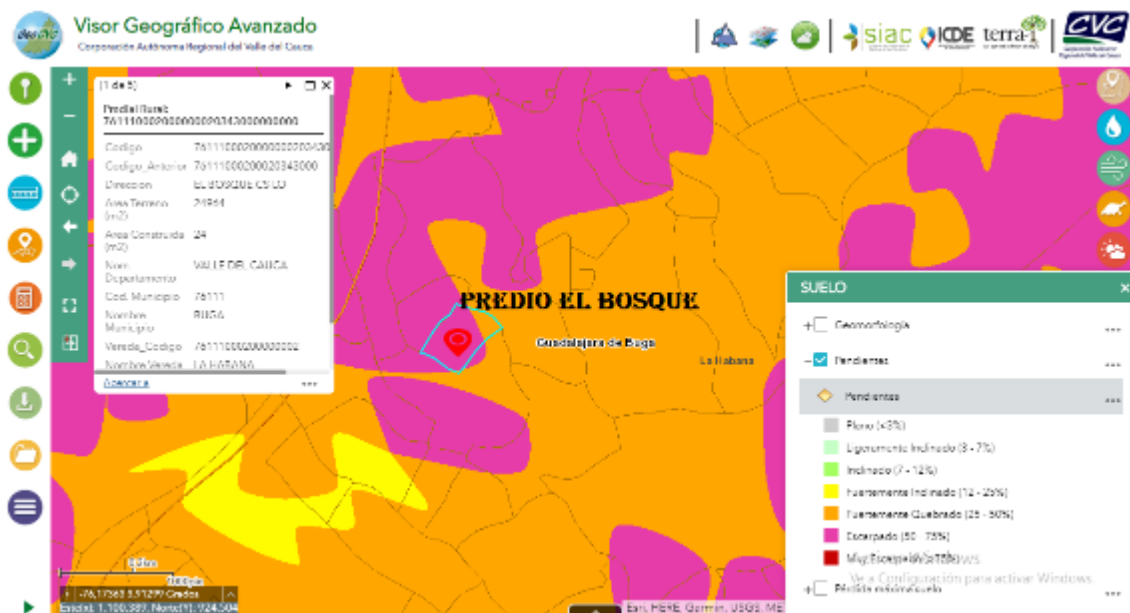 Visor Geográfico Avanzado
Corporación Autónoma Regional del Valle del Cauca
siac
ICDE
terra-i
CVC
(1 de 5)
Predial Rural:
Codigo
Codigo_Anterior 76111000200020343000
Direccion EL BOSQUE CS LO
Area Terreno (m2) 24964
Area Construida (m2) 24
Nom. Departamento VALLE DEL CAUCA
Cod. Municipio 76111
Nombre Municipio BUGA
Vereda_Codigo 76111000200000002
Nombre Vereda LA HABANA
Acercar a
PREDIO EL BOSQUE
Guadalajara de Buga
La Habana
SUELO
Geomorfología
Pendientes
Pendientes
Plano (<3%)
Ligeramente Inclinado (3 - 7%)
Inclinado (7 - 12%)
Fuertemente Inclinado (12 - 25%)
Fuertemente Quebrado (25 - 50%)
Escarpado (50 - 75%)
Ve a Configuración para activar Windows.
Pérdida máxima suelo
Esri, HERE, Garmin, USGS, ME